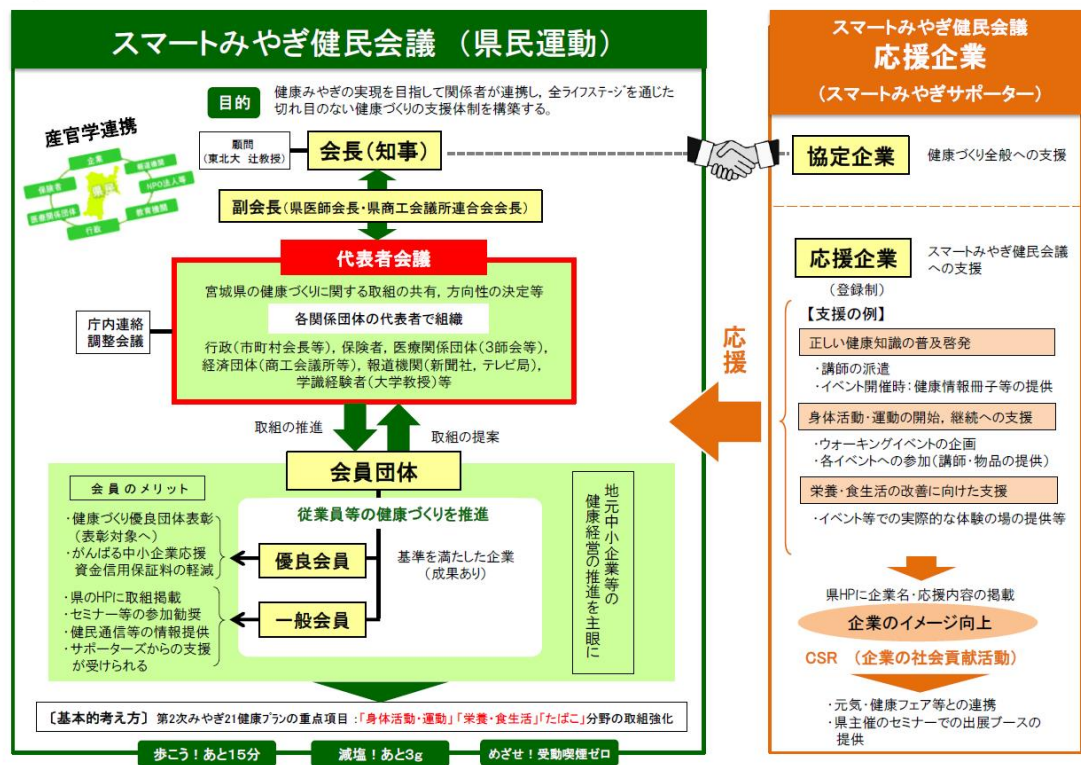 スマートみやぎ健民会議 (県民運動)
目的
健康みやぎの実現を目指して関係者が連携し，全ライフステージを通じた
切れ目のない健康づくりの支援体制を構築する。
産官学連携
企業
報道機関
保険者
県民
NPO法人等
医療関係団体
教育機関
行政
顧問
(東北大 辻教授)
会長(知事)
副会長(県医師会長・県商工会議所連合会会長)
代表者会議
宮城県の健康づくりに関する取組の共有，方向性の決定等
各関係団体の代表者で組織
行政(市町村会長等)，保険者，医療関係団体(3師会等)，
経済団体(商工会議所等)，報道機関(新聞社，テレビ局)，
学識経験者(大学教授)等
庁内連絡
調整会議
取組の推進
取組の提案
会員団体
会員のメリット
・健康づくり優良団体表彰
(表彰対象へ)
・がんばる中小企業応援
資金信用保証料の軽減
・県のHPに取組掲載
・セミナー等の参加勧奨
・健民通信等の情報提供
・サポーターズからの支援
が受けられる
従業員等の健康づくりを推進
優良会員
基準を満たした企業
(成果あり)
一般会員
地元中小企業等の
健康経営の推進を主眼に
〔基本的考え方〕 第2次みやぎ21健康プランの重点項目：「身体活動・運動」「栄養・食生活」「たばこ」分野の取組強化
歩こう！あと15分
減塩！あと3g
めざせ！受動喫煙ゼロ
スマートみやぎ健民会議
応援企業
(スマートみやぎサポーター)
協定企業
健康づくり全般への支援
応援企業
(登録制)
スマートみやぎ健民会議
への支援
応援
【支援の例】
正しい健康知識の普及啓発
・講師の派遣
・イベント開催時：健康情報冊子等の提供
身体活動・運動の開始，継続への支援
・ウォーキングイベントの企画
・各イベントへの参加(講師・物品の提供)
栄養・食生活の改善に向けた支援
・イベント等での実際的な体験の場の提供等
県HPに企業名・応援内容の掲載
企業のイメージ向上
CSR (企業の社会貢献活動)
・元気・健康フェア等との連携
・県主催のセミナーでの出展ブースの
提供